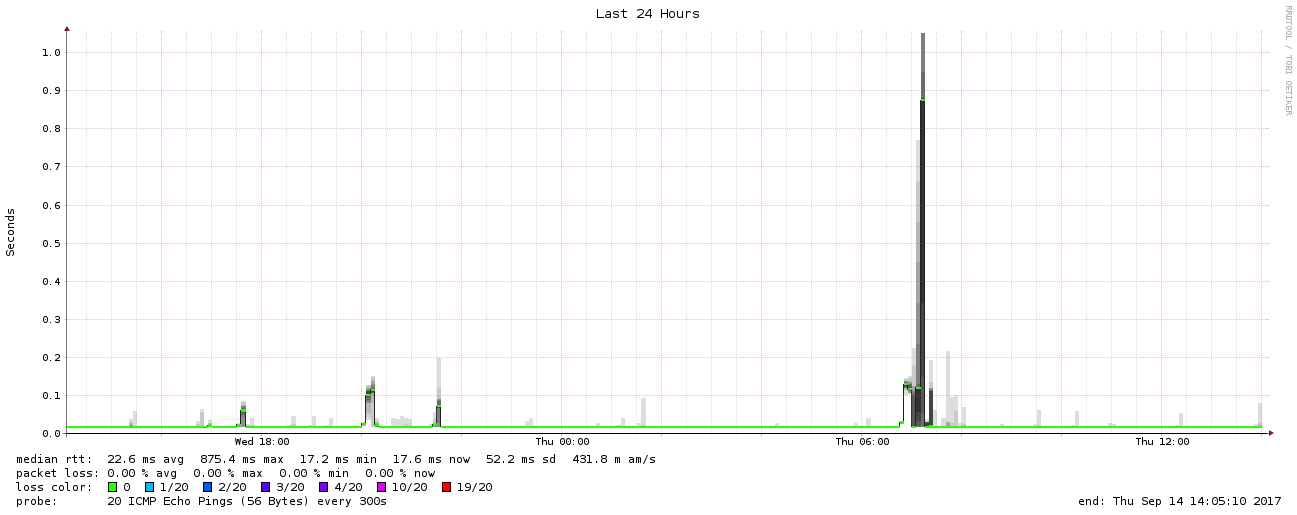 Last 24 Hours
RRDTOOL / TOBI OETIKER
Seconds
1.0
0.9
0.8
0.7
0.6
0.5
0.4
0.3
0.2
0.1
0.0
Wed 18:00 Thu 00:00 Thu 06:00 Thu 12:00
median rtt: 22.6 ms avg 875.4 ms max 17.2 ms min 17.6 ms now 52.2 ms sd 431.8 m am/s
packet loss: 0.00 % avg 0.00 % max 0.00 % min 0.00 % now
loss color: 0 1/20 2/20 3/20 4/20 10/20 19/20
probe: 20 ICMP Echo Pings (56 Bytes) every 300s end: Thu Sep 14 14:05:10 2017